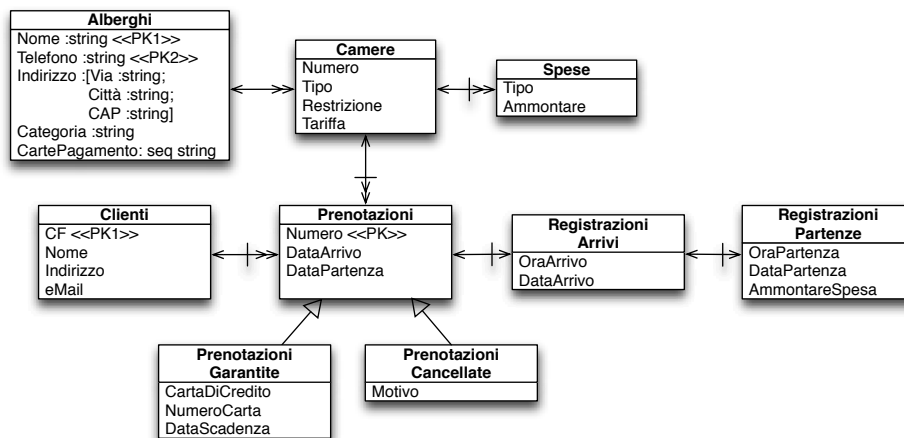 Alberghi
Nome :string <<PK1>>
Telefono :string <<PK2>>
Indirizzo :[Via :string;
Città :string;
CAP :string]
Categoria :string
CartePagamento: seq string
Camere
Numero
Tipo
Restrizione
Tariffa
Spese
Tipo
Ammontare
Clienti
CF <<PK1>>
Nome
Indirizzo
eMail
Prenotazioni
Numero <<PK>>
DataArrivo
DataPartenza
Registrazioni
Arrivi
OraArrivo
DataArrivo
Registrazioni
Partenze
OraPartenza
DataPartenza
AmmontareSpesa
Prenotazioni
Garantite
CartaDiCredito
NumeroCarta
DataScadenza
Prenotazioni
Cancellate
Motivo